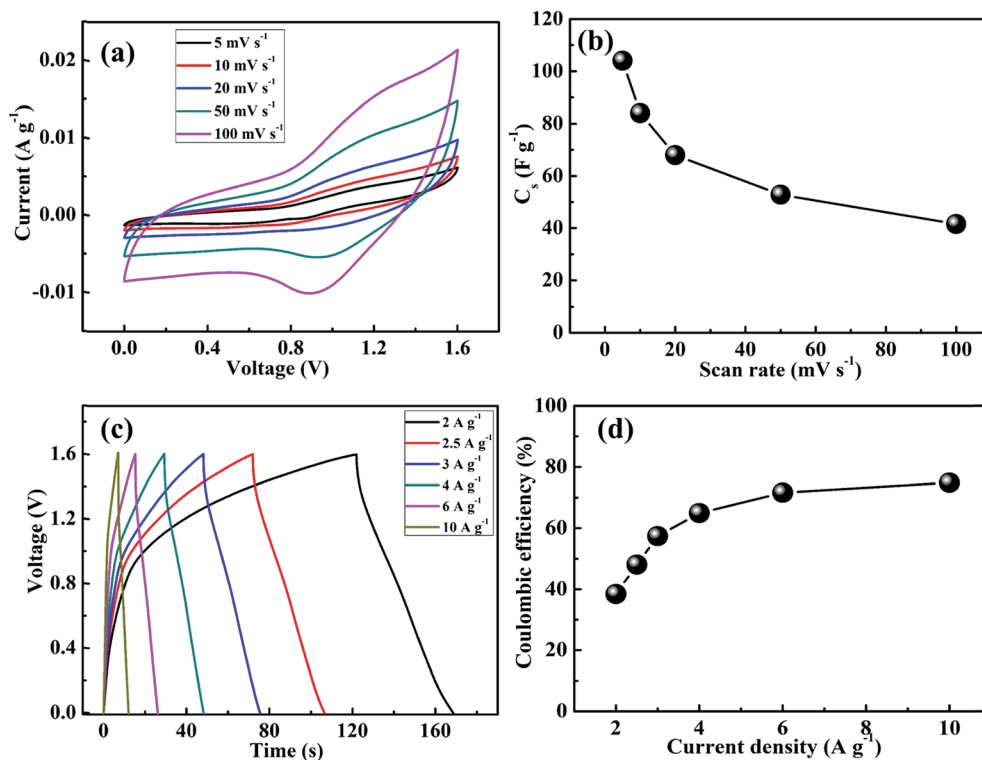 (a)
5 mV s⁻¹
10 mV s⁻¹
20 mV s⁻¹
50 mV s⁻¹
100 mV s⁻¹
0.02
0.01
0.00
-0.01
Current (A g⁻¹)
0.0 0.4 0.8 1.2 1.6
Voltage (V)
(b)
120
100
80
60
40
20
0
Cₛ (F g⁻¹)
0 20 40 60 80 100
Scan rate (mV s⁻¹)
(c)
2 A g⁻¹
2.5 A g⁻¹
3 A g⁻¹
4 A g⁻¹
6 A g⁻¹
10 A g⁻¹
1.6
1.2
0.8
0.4
0.0
Voltage (V)
0 40 80 120 160
Time (s)
(d)
100
80
60
40
20
0
Coulombic efficiency (%)
2 4 6 8 10
Current density (A g⁻¹)